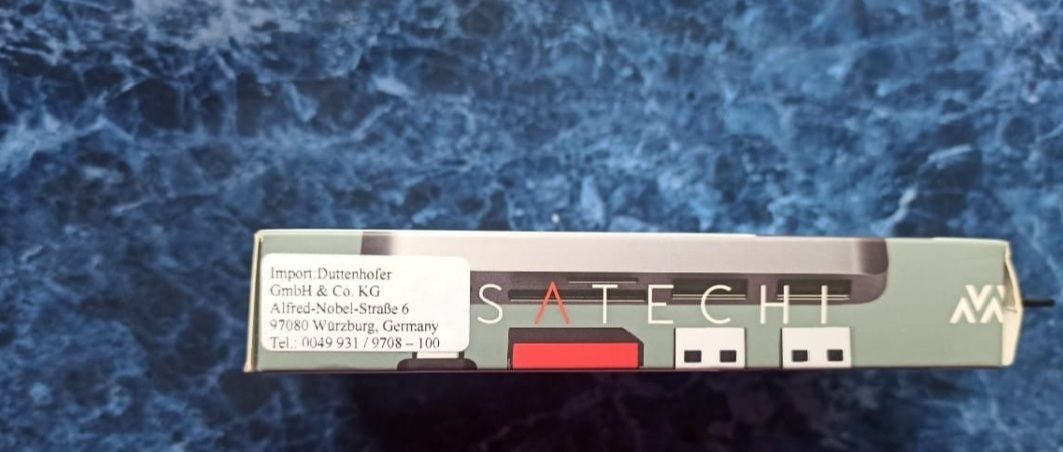 Import:Duttenhofer
GmbH & Co. KG
Alfred-Nobel-Straße 6
97080 Würzburg, Germany
Tel.: 0049 931 / 9708 – 100
SATECHI